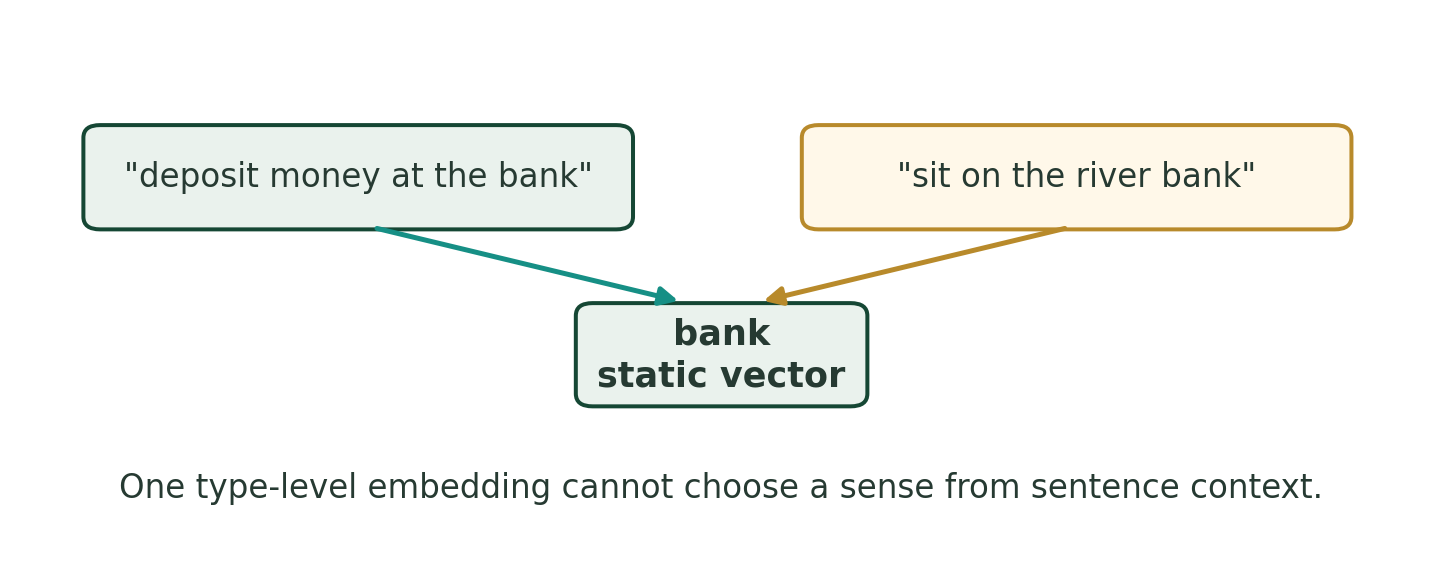 "deposit money at the bank"
"sit on the river bank"
bank
static vector
One type-level embedding cannot choose a sense from sentence context.